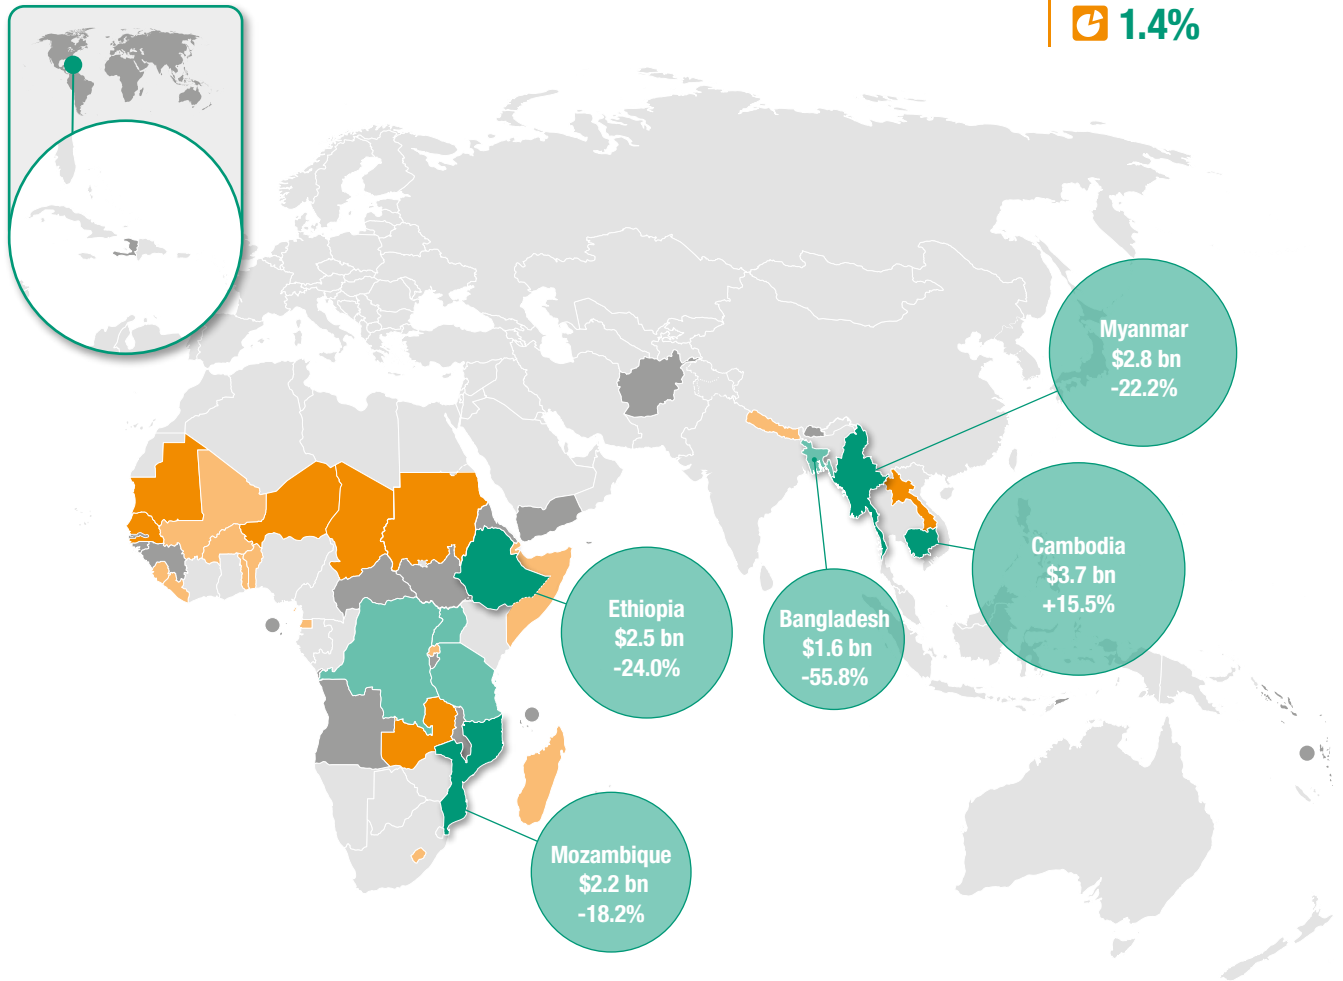 1.4%
Myanmar
$2.8 bn
-22.2%
Cambodia
$3.7 bn
+15.5%
Ethiopia
$2.5 bn
-24.0%
Bangladesh
$1.6 bn
-55.8%
Mozambique
$2.2 bn
-18.2%